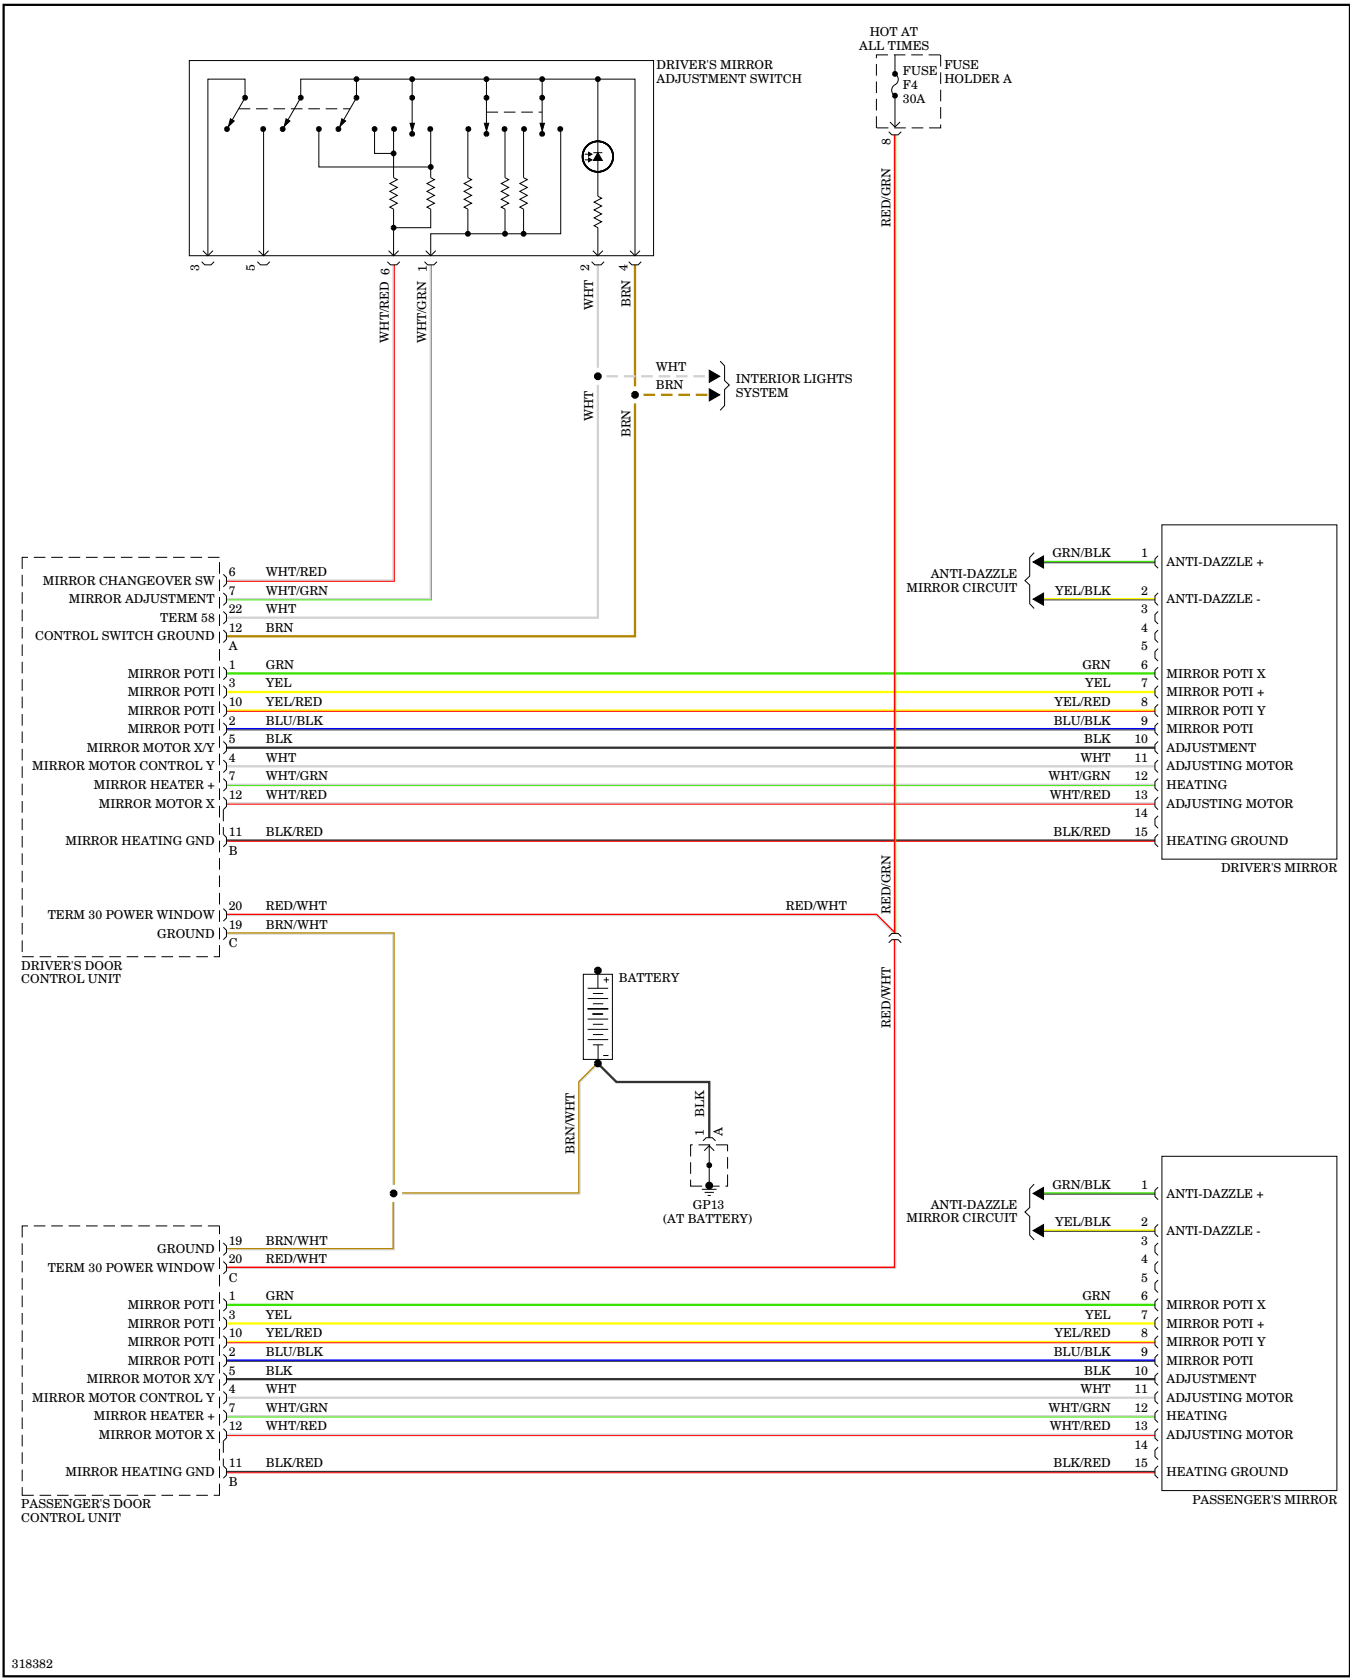 HOT AT
ALL TIMES
FUSE
F4
30A
FUSE
HOLDER A
8
RED/GRN
DRIVER'S MIRROR
ADJUSTMENT SWITCH
3
5
6
1
2
4
WHT/RED
WHT/GRN
WHT
BRN
WHT
BRN
INTERIOR LIGHTS
SYSTEM
WHT
BRN
MIRROR CHANGEOVER SW 6 WHT/RED
MIRROR ADJUSTMENT 7 WHT/GRN
TERM 58 22 WHT
CONTROL SWITCH GROUND 12 BRN
A
MIRROR POTI 1 GRN
MIRROR POTI 3 YEL
MIRROR POTI 10 YEL/RED
MIRROR POTI 2 BLU/BLK
MIRROR MOTOR X/Y 5 BLK
MIRROR MOTOR CONTROL Y 4 WHT
MIRROR HEATER + 7 WHT/GRN
MIRROR MOTOR X 12 WHT/RED
MIRROR HEATING GND 11 BLK/RED
B
TERM 30 POWER WINDOW 20 RED/WHT
GROUND 19 BRN/WHT
C
DRIVER'S DOOR
CONTROL UNIT
ANTI-DAZZLE
MIRROR CIRCUIT
GRN/BLK 1 ANTI-DAZZLE +
YEL/BLK 2 ANTI-DAZZLE -
3
4
5
GRN 6 MIRROR POTI X
YEL 7 MIRROR POTI +
YEL/RED 8 MIRROR POTI Y
BLU/BLK 9 MIRROR POTI
BLK 10 ADJUSTMENT
WHT 11 ADJUSTING MOTOR
WHT/GRN 12 HEATING
WHT/RED 13 ADJUSTING MOTOR
14
BLK/RED 15 HEATING GROUND
DRIVER'S MIRROR
RED/GRN
RED/WHT
RED/WHT
BATTERY
+
-
BRN/WHT
BLK
1
A
GP13
(AT BATTERY)
GROUND 19 BRN/WHT
TERM 30 POWER WINDOW 20 RED/WHT
C
MIRROR POTI 1 GRN
MIRROR POTI 3 YEL
MIRROR POTI 10 YEL/RED
MIRROR POTI 2 BLU/BLK
MIRROR MOTOR X/Y 5 BLK
MIRROR MOTOR CONTROL Y 4 WHT
MIRROR HEATER + 7 WHT/GRN
MIRROR MOTOR X 12 WHT/RED
MIRROR HEATING GND 11 BLK/RED
B
PASSENGER'S DOOR
CONTROL UNIT
ANTI-DAZZLE
MIRROR CIRCUIT
GRN/BLK 1 ANTI-DAZZLE +
YEL/BLK 2 ANTI-DAZZLE -
3
4
5
GRN 6 MIRROR POTI X
YEL 7 MIRROR POTI +
YEL/RED 8 MIRROR POTI Y
BLU/BLK 9 MIRROR POTI
BLK 10 ADJUSTMENT
WHT 11 ADJUSTING MOTOR
WHT/GRN 12 HEATING
WHT/RED 13 ADJUSTING MOTOR
14
BLK/RED 15 HEATING GROUND
PASSENGER'S MIRROR
318382